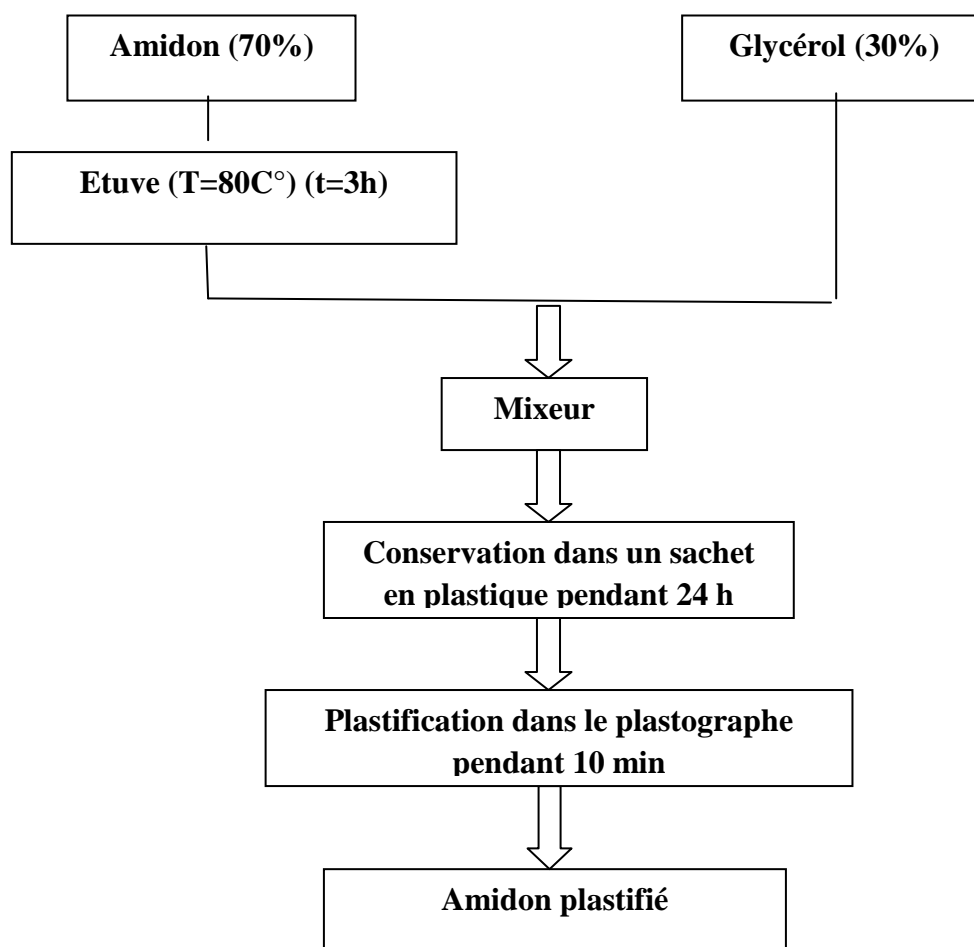 Amidon (70%)
Glycérol (30%)
Etuve (T=80C°) (t=3h)
Mixeur
Conservation dans un sachet
en plastique pendant 24 h
Plastification dans le plastographe
pendant 10 min
Amidon plastifié